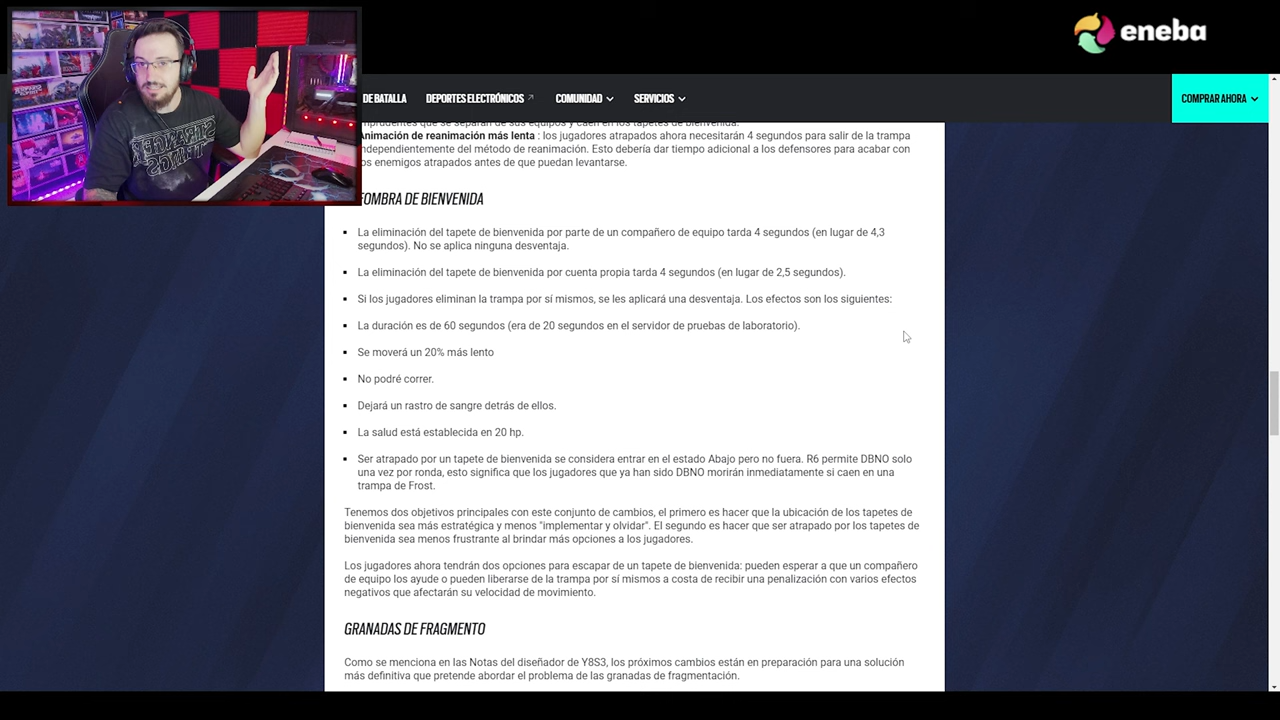 eneba
DE BATALLA DEPORTES ELECTRÓNICOS COMUNIDAD SERVICIOS
COMPRAR AHORA
que se separan de sus equipos y caen en los tapetes de bienvenida.
Animación de reanimación más lenta : los jugadores atrapados ahora necesitarán 4 segundos para salir de la trampa
independientemente del método de reanimación. Esto debería dar tiempo adicional a los defensores para acabar con
enemigos atrapados antes de que puedan levantarse.
FOMBRA DE BIENVENIDA
La eliminación del tapete de bienvenida por parte de un compañero de equipo tarda 4 segundos (en lugar de 4,3
segundos). No se aplica ninguna desventaja.
La eliminación del tapete de bienvenida por cuenta propia tarda 4 segundos (en lugar de 2,5 segundos).
Si los jugadores eliminan la trampa por sí mismos, se les aplicará una desventaja. Los efectos son los siguientes:
La duración es de 60 segundos (era de 20 segundos en el servidor de pruebas de laboratorio).
Se moverá un 20% más lento
No podré correr.
Dejará un rastro de sangre detrás de ellos.
La salud está establecida en 20 hp.
Ser atrapado por un tapete de bienvenida se considera entrar en el estado Abajo pero no fuera. R6 permite DBNO solo
una vez por ronda, esto significa que los jugadores que ya han sido DBNO morirán inmediatamente si caen en una
trampa de Frost.
Tenemos dos objetivos principales con este conjunto de cambios, el primero es hacer que la ubicación de los tapetes de
bienvenida sea más estratégica y menos "implementar y olvidar". El segundo es hacer que ser atrapado por los tapetes de
bienvenida sea menos frustrante al brindar más opciones a los jugadores.
Los jugadores ahora tendrán dos opciones para escapar de un tapete de bienvenida: pueden esperar a que un compañero
de equipo los ayude o pueden liberarse de la trampa por sí mismos a costa de recibir una penalización con varios efectos
negativos que afectarán su velocidad de movimiento.
GRANADAS DE FRAGMENTO
Como se menciona en las Notas del diseñador de Y8S3, los próximos cambios están en preparación para una solución
más definitiva que pretende abordar el problema de las granadas de fragmentación.